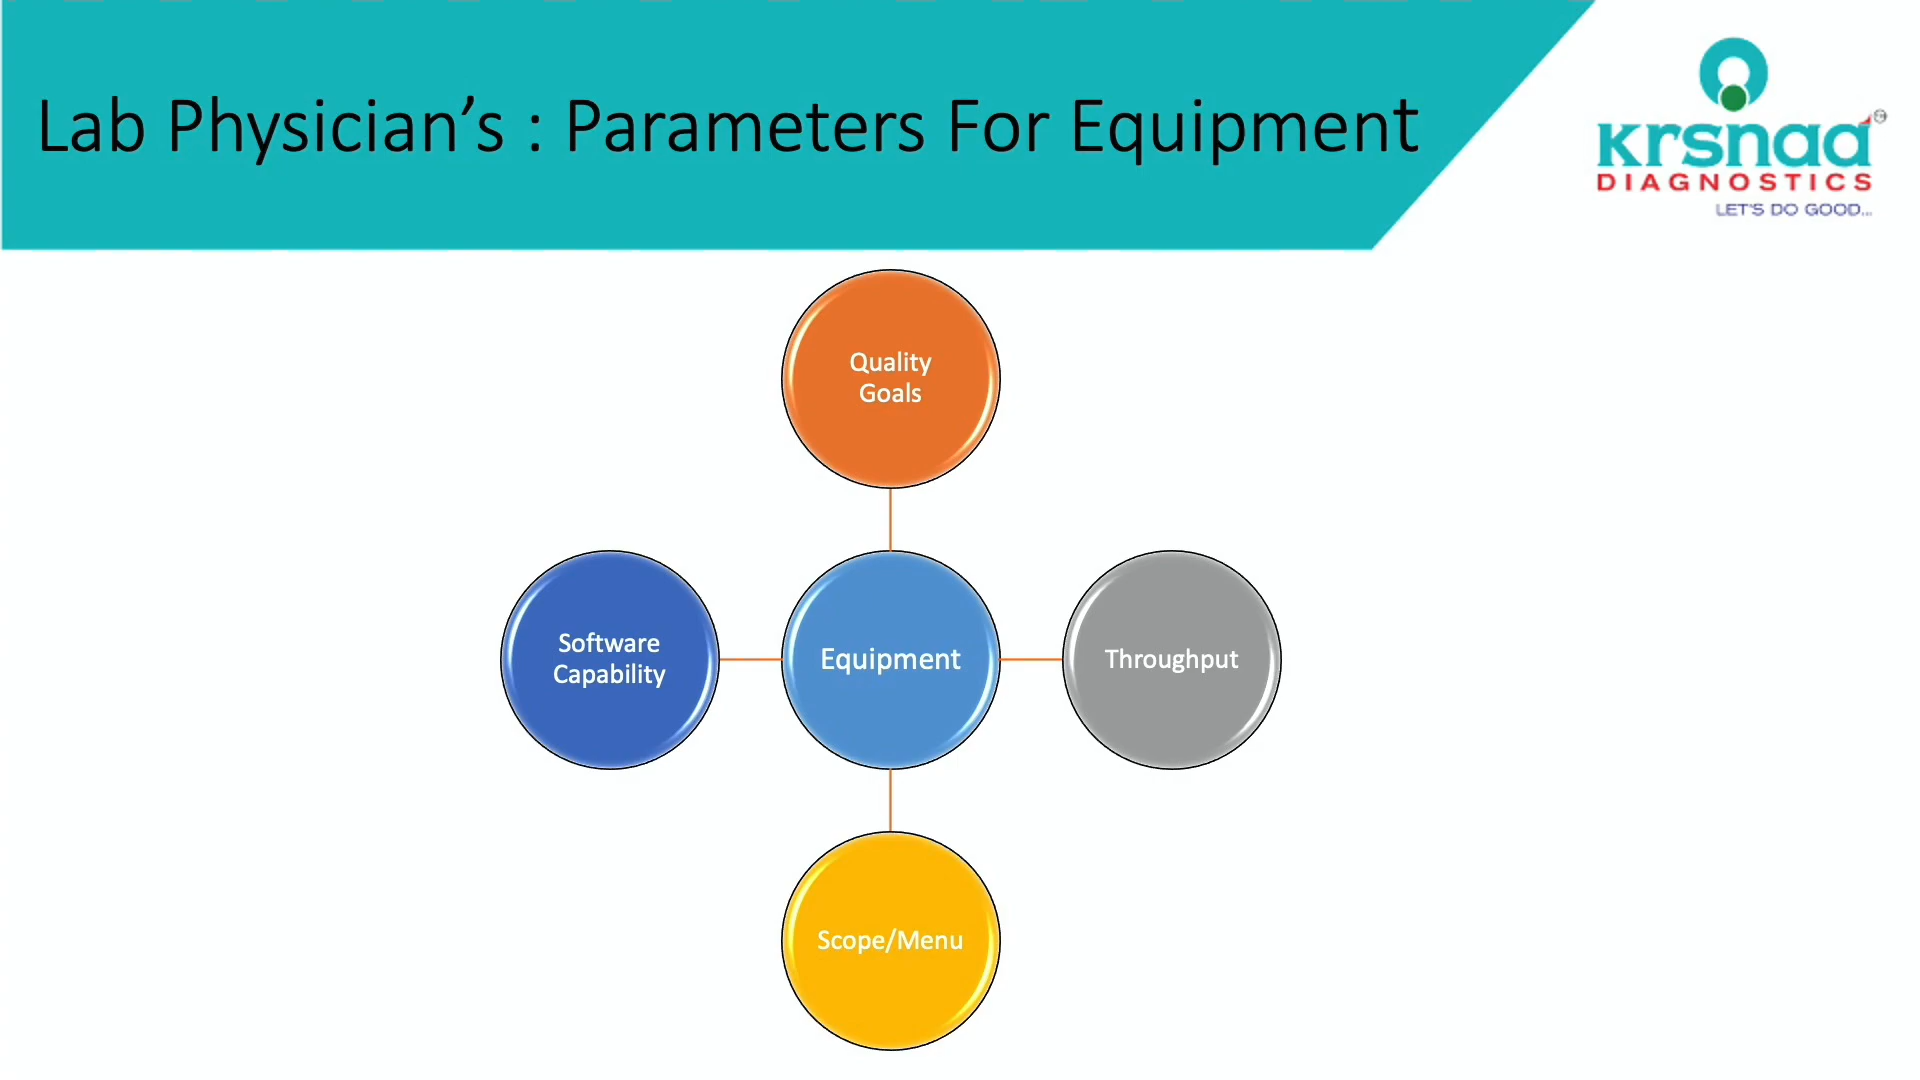 Lab Physician's : Parameters For Equipment
krsnaa
DIAGNOSTICS
LET'S DO GOOD...
Quality
Goals
Software
Capability
Equipment
Throughput
Scope/Menu